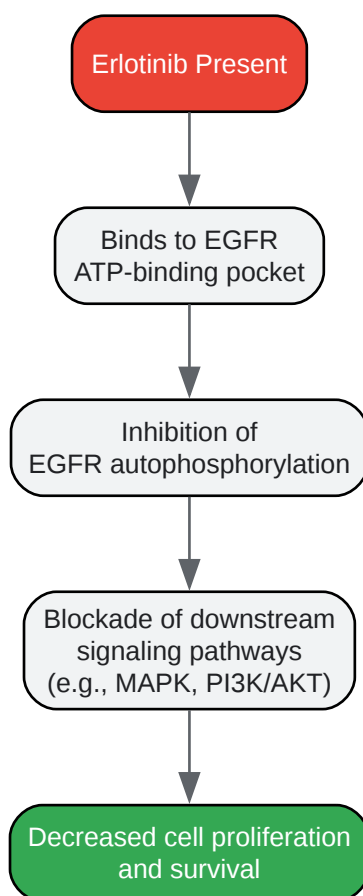 Erlotinib Present
Binds to EGFR
ATP-binding pocket
Inhibition of
EGFR autophosphorylation
Blockade of downstream
signaling pathways
(e.g., MAPK, PI3K/AKT)
Decreased cell proliferation
and survival